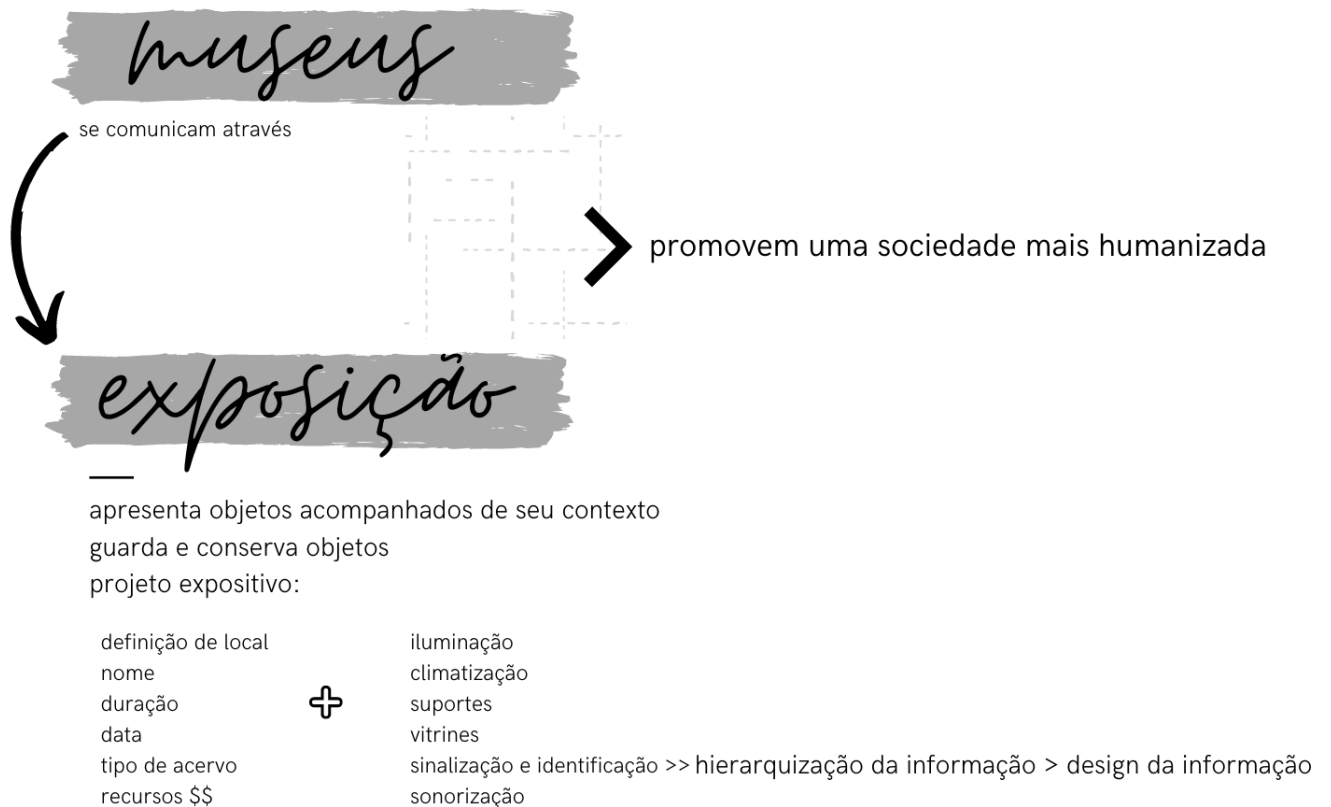 museus
se comunicam através
promovem uma sociedade mais humanizada
exposição
apresenta objetos acompanhados de seu contexto
guarda e conserva objetos
projeto expositivo:
definição de local
nome
duração
data
tipo de acervo
recursos $$
iluminação
climatização
suportes
vitrines
sinalização e identificação >> hierarquização da informação > design da informação
sonorização